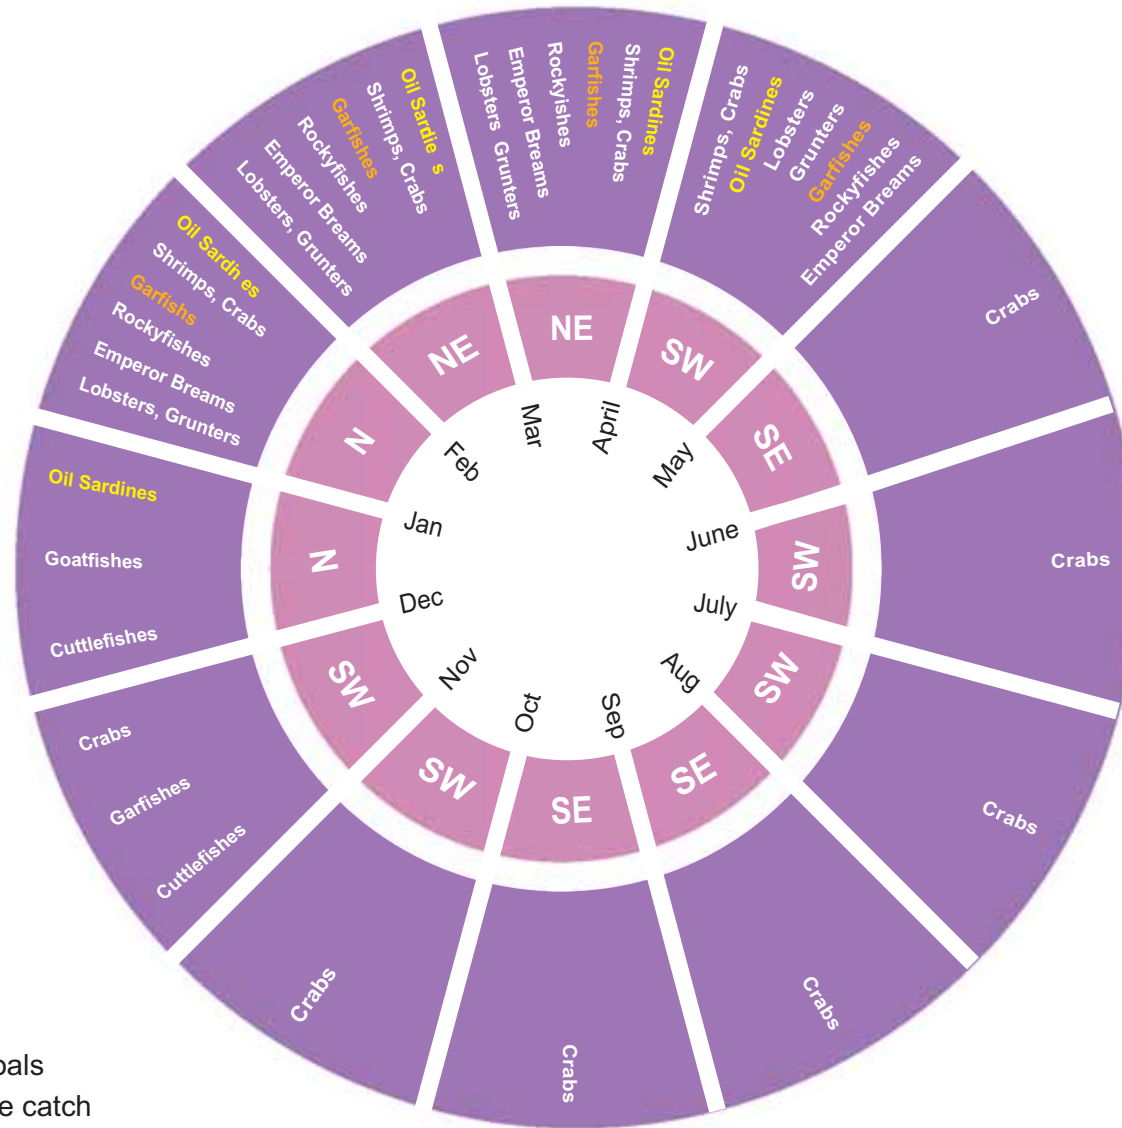 Oil Sardines
Goatfishes
Cuttlefishes
Oil Sardh es
Shrimps, Crabs
Garfishs
Rockyfishes
Emperor Breams
Lobsters, Grunters
Oil Sardie s
Shrimps, Crabs
Garfishes
Rockyfishes
Emperor Breams
Lobsters, Grunters
Lobsters Grunters
Emperor Breams
Rockyishes
Garfishes
Shrimps, Crabs
Oil Sardines
Shrimps, Crabs
Oil Sardines
Lobsters
Grunters
Garfishes
Rockyfishes
Emperor Breams
Crabs
Crabs
Crabs
Crabs
Crabs
Crabs
Crabs
Garfishes
Cuttlefishes
N
N
NE
NE
SW
SE
SW
SW
SE
SE
SW
SW
Jan
Feb
Mar
April
May
June
July
Aug
Sep
Oct
Nov
Dec
pals
e catch